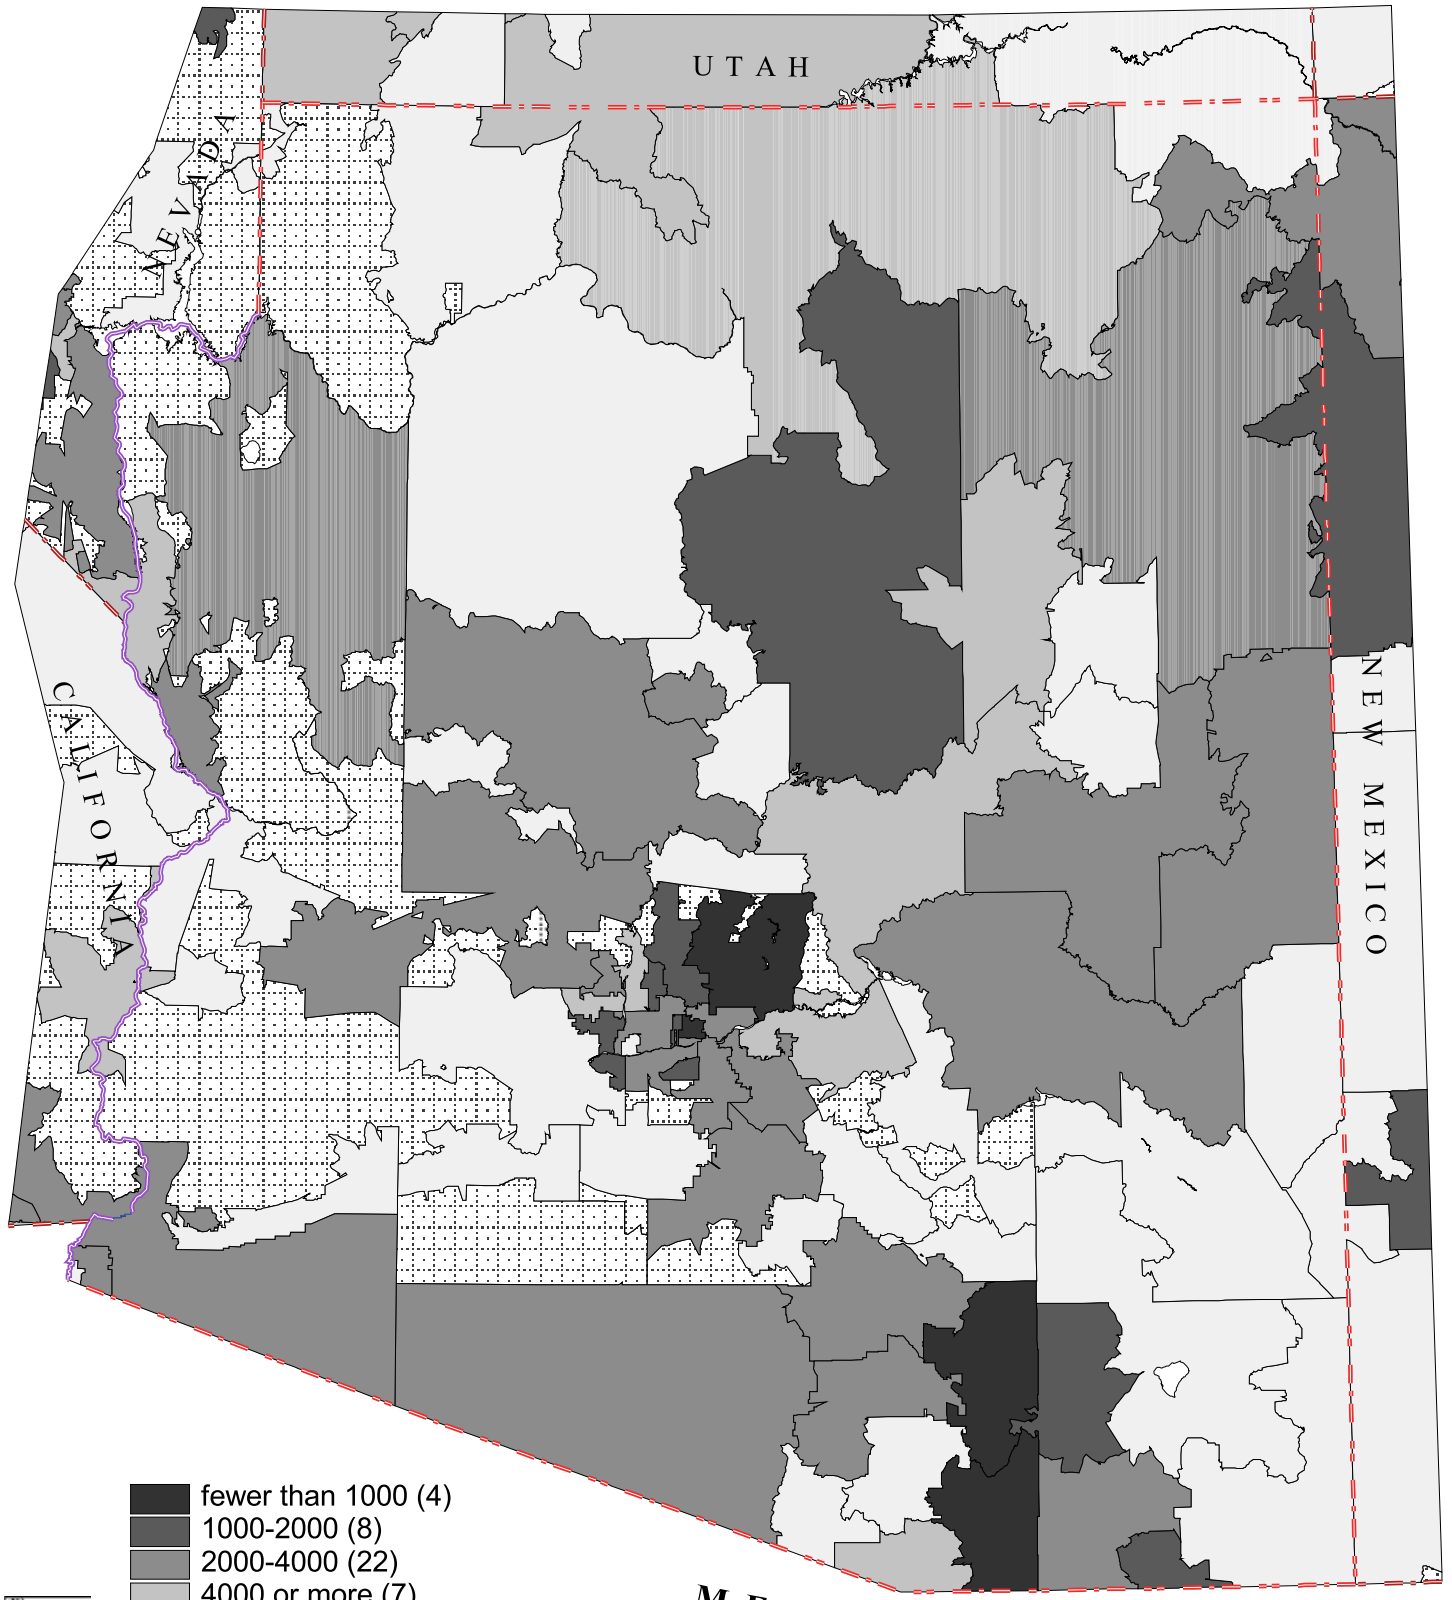 UTAH
NEVADA
CALIFORNIA
NEW MEXICO
fewer than 1000 (4)
1000-2000 (8)
2000-4000 (22)
4000 or more (7)